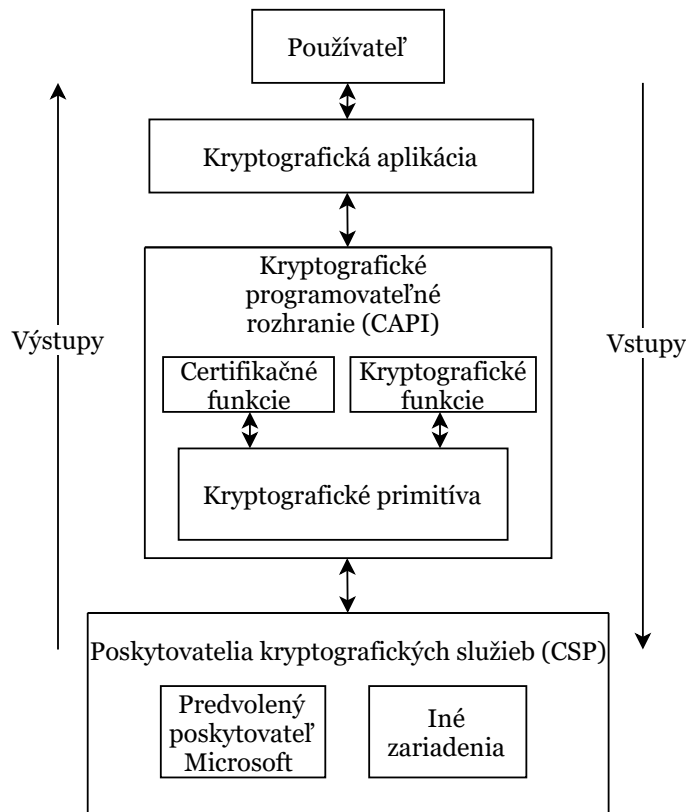 Používateľ
Kryptografická aplikácia
Kryptografické
programovateľné
rozhranie (CAPI)
Výstupy
Vstupy
Certifikačné
funkcie
Kryptografické
funkcie
Kryptografické primitíva
Poskytovatelia kryptografických služieb (CSP)
Predvolený
poskytovateľ
Microsoft
Iné
zariadenia